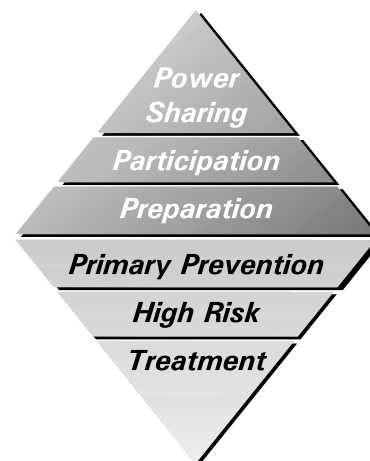 Power
Sharing
Participation
Preparation
Primary Prevention
High Risk
Treatment